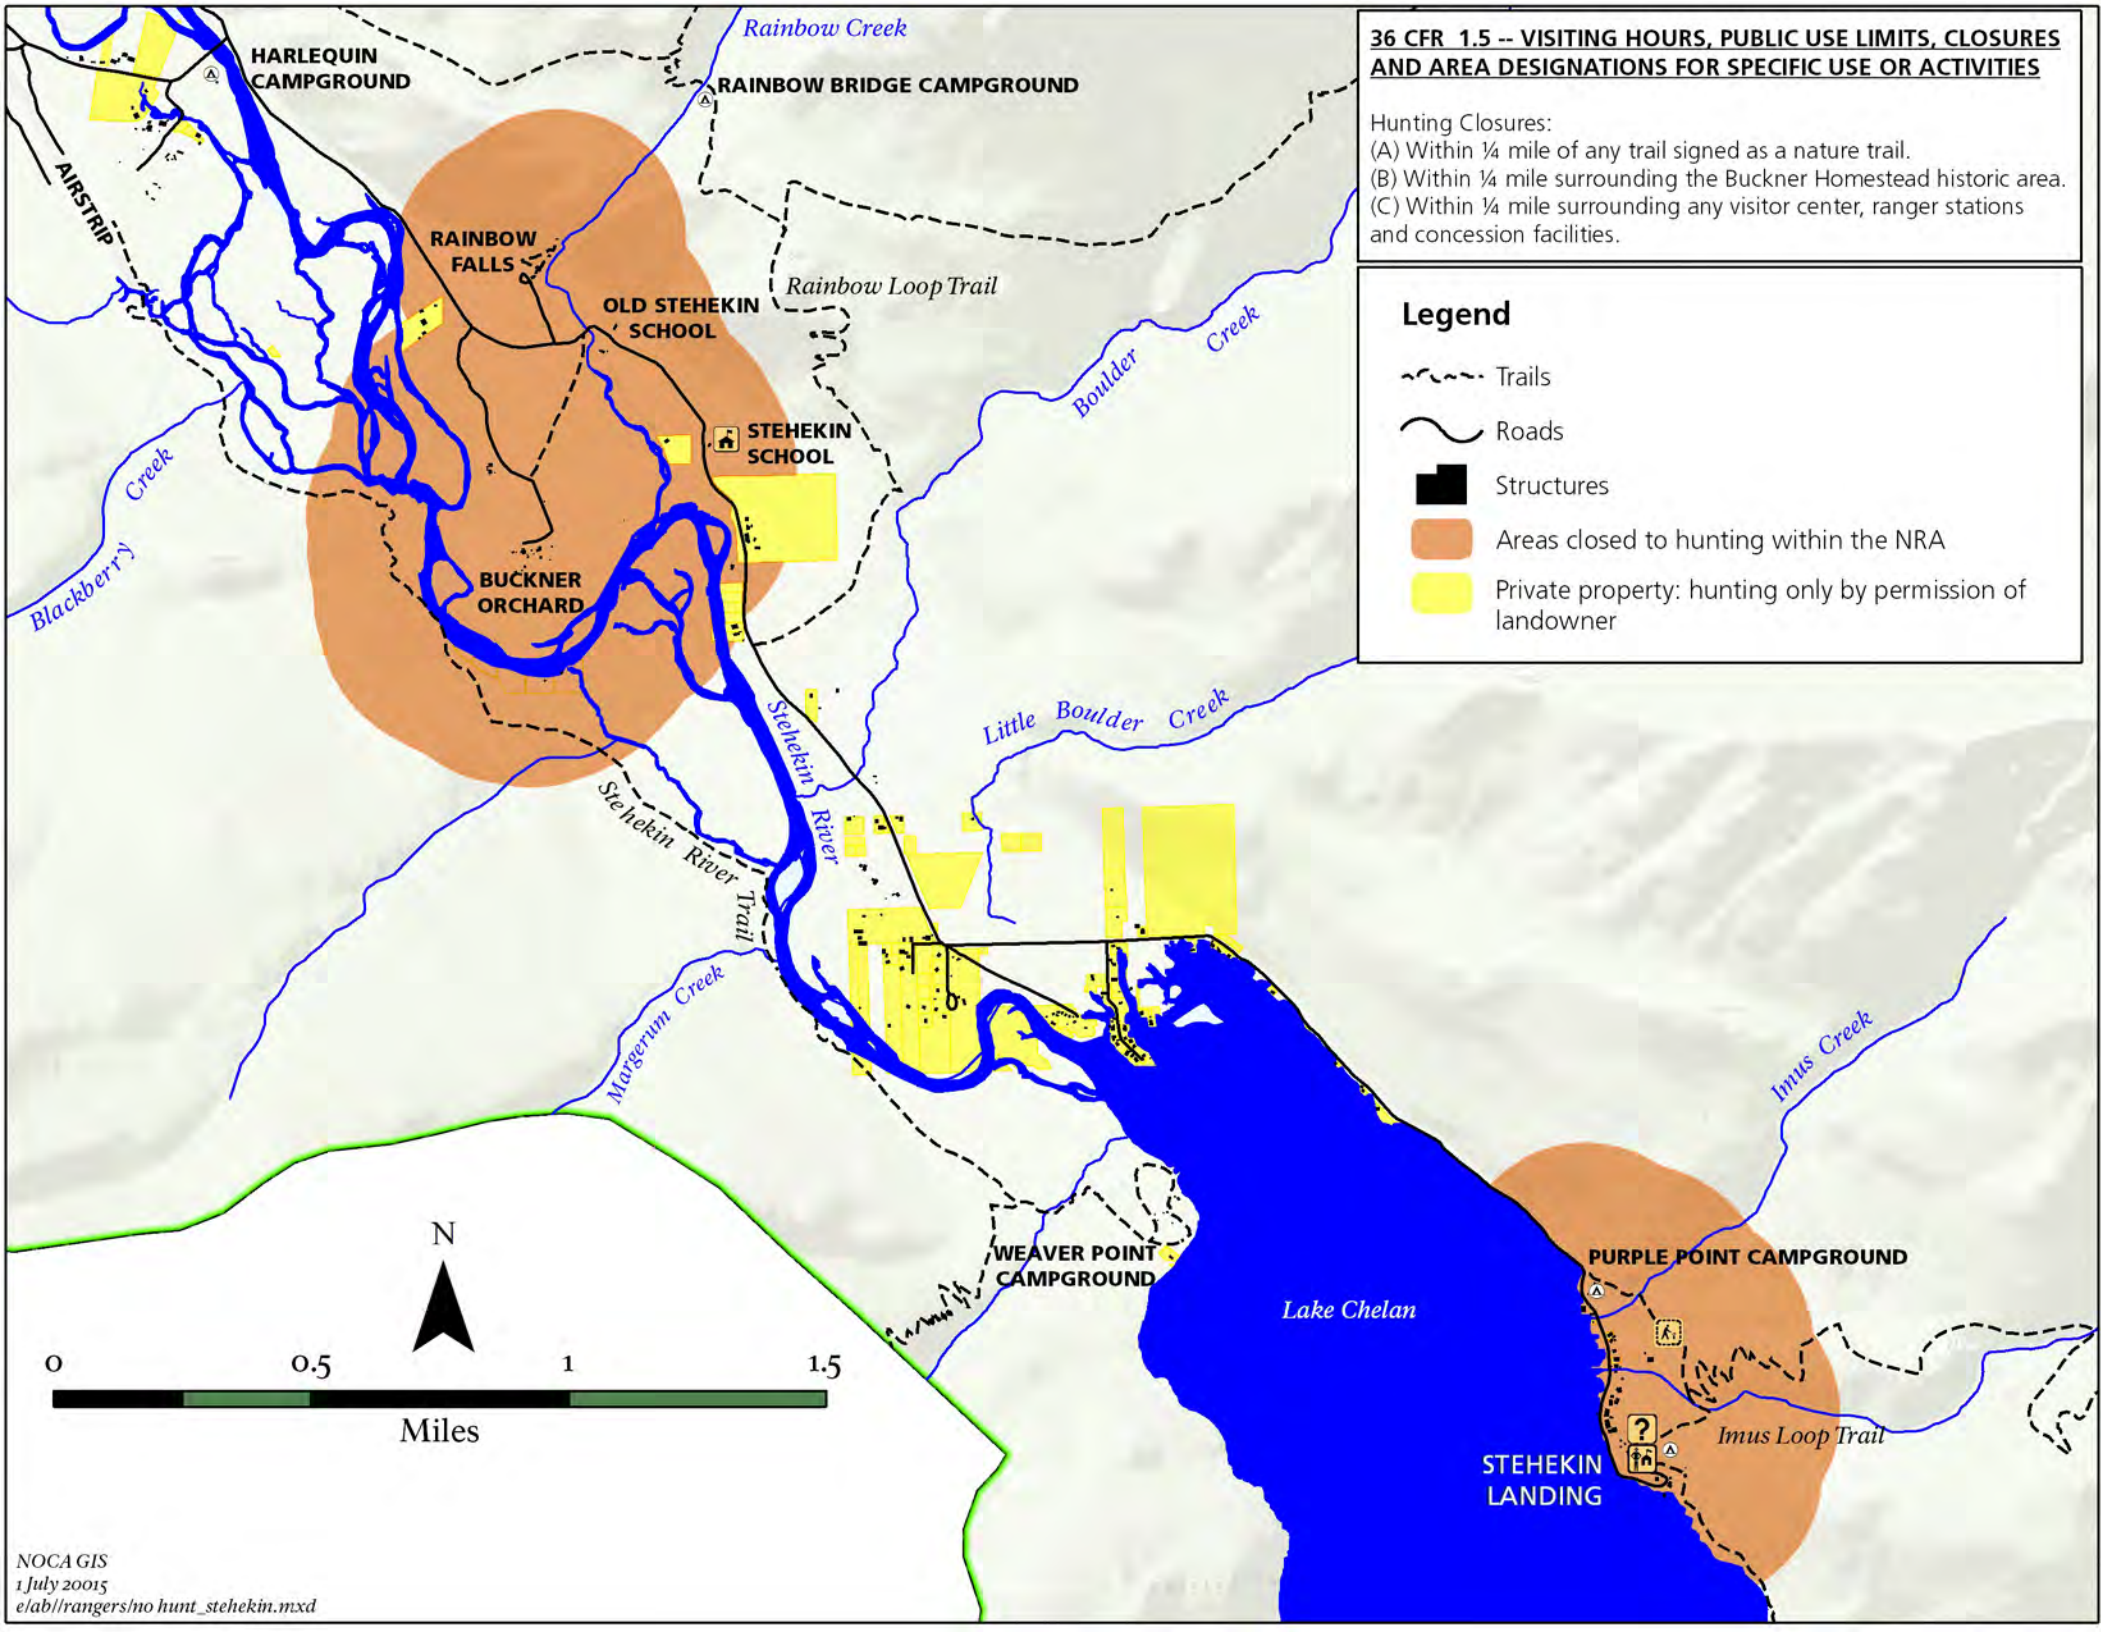 Rainbow Creek
HARLEQUIN
CAMPGROUND
RAINBOW BRIDGE CAMPGROUND
36 CFR 1.5 -- VISITING HOURS, PUBLIC USE LIMITS, CLOSURES
AND AREA DESIGNATIONS FOR SPECIFIC USE OR ACTIVITIES
Hunting Closures:
(A) Within ¼ mile of any trail signed as a nature trail.
(B) Within ¼ mile surrounding the Buckner Homestead historic area.
(C) Within ¼ mile surrounding any visitor center, ranger stations
and concession facilities.
AIRSTRIP
RAINBOW
FALLS
Rainbow Loop Trail
OLD STEHEKIN
SCHOOL
Boulder Creek
Legend
Trails
Roads
Structures
Areas closed to hunting within the NRA
Private property: hunting only by permission of
landowner
STEHEKIN
SCHOOL
Blackberry Creek
BUCKNER
ORCHARD
Stehekin River
Little Boulder Creek
Stehekin River Trail
Margerum Creek
Imus Creek
WEAVER POINT
CAMPGROUND
PURPLE POINT CAMPGROUND
Lake Chelan
N
0 0.5 1 1.5
Miles
?
Imus Loop Trail
STEHEKIN
LANDING
NOCA GIS
1 July 20015
e/ab//rangers/no hunt_stehekin.mxd